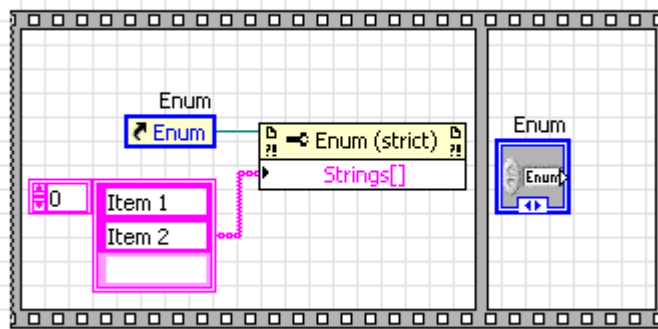 Enum
Enum
Enum (strict)
Strings[]
0
Item 1
Item 2
Enum
Enum